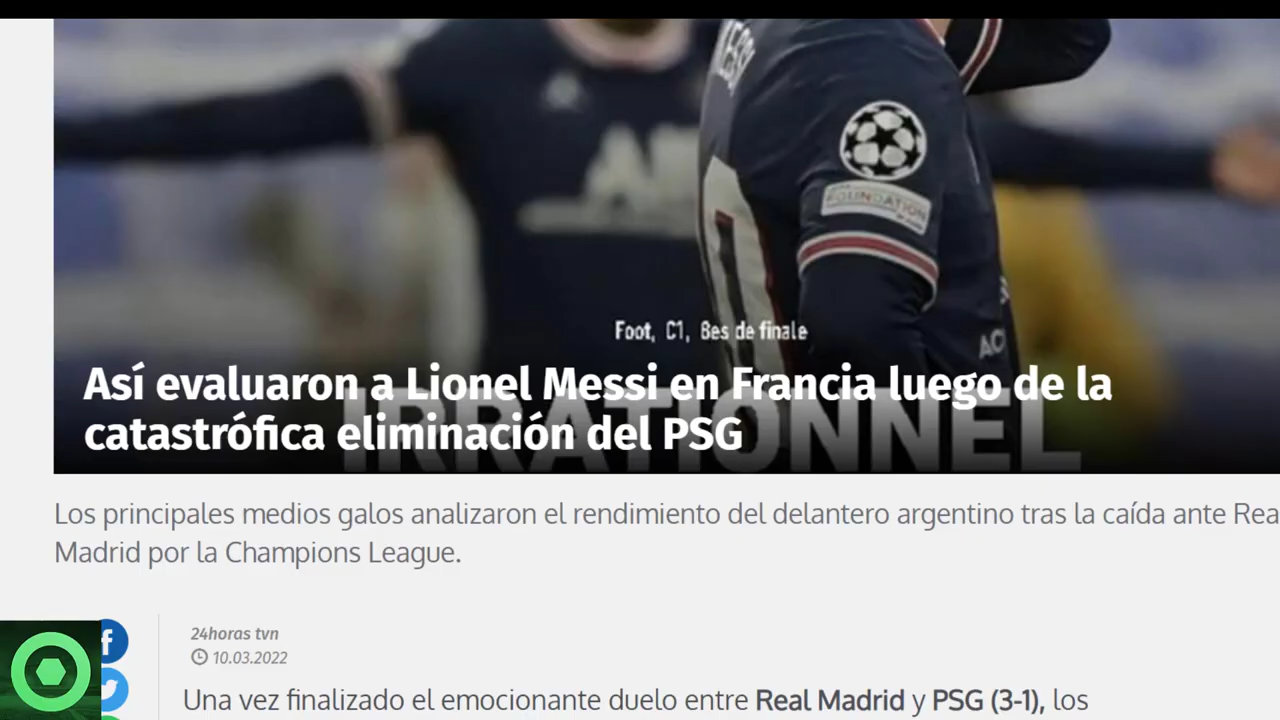 MESSI
FOUNDATION
Foot, C1, 8es de finale
IRRATIONNEL
Así evaluaron a Lionel Messi en Francia luego de la
catastrófica eliminación del PSG
Los principales medios galos analizaron el rendimiento del delantero argentino tras la caída ante Rea
Madrid por la Champions League.
24horas tvn
10.03.2022
Una vez finalizado el emocionante duelo entre Real Madrid y PSG (3-1), los